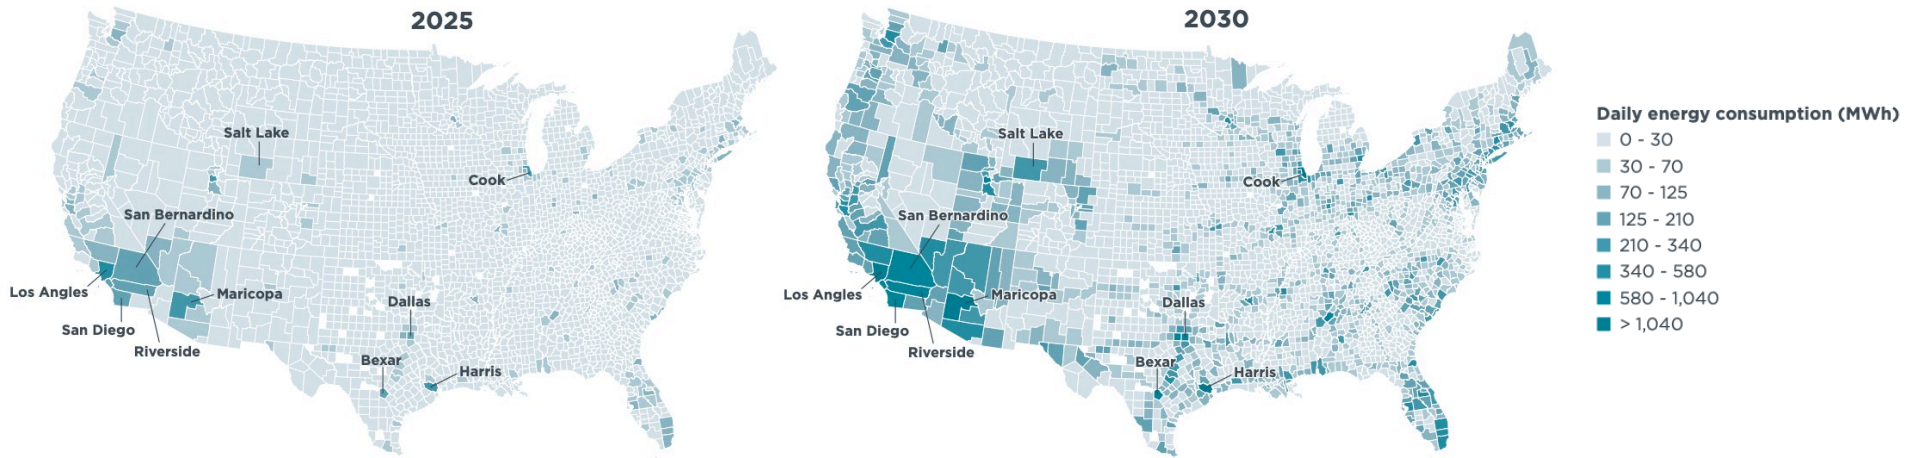 2025
Salt Lake
Cook
San Bernardino
Los Angles
Maricopa
Dallas
San Diego
Riverside
Bexar
Harris
2030
Salt Lake
Cook
San Bernardino
Los Angles
Maricopa
Dallas
San Diego
Riverside
Bexar
Harris
Daily energy consumption (MWh)
0 - 30
30 - 70
70 - 125
125 - 210
210 - 340
340 - 580
580 - 1,040
> 1,040